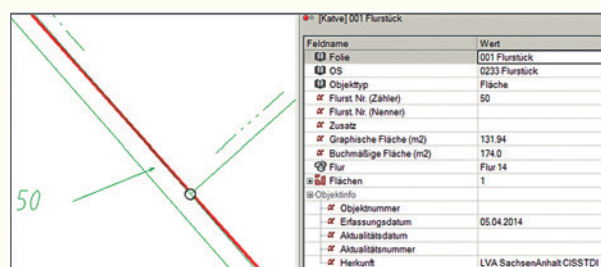 50
[Katve] 001 Flurstück
Feldname Wert
Folie 001 Flurstück
OS 0233 Flurstück
Objekttyp Fläche
Flurst. Nr. (Zähler) 50
Flurst. Nr. (Nenner)
Zusatz
Graphische Fläche (m2) 131.94
Buchmäßige Fläche (m2) 174.0
Flur Flur 14
Flächen 1
Objektinfo
Objektnummer
Erfassungsdatum 05.04.2014
Aktualitätsdatum
Aktualitätsnummer
Herkunft LVA SachsenAnhalt CISSTDI